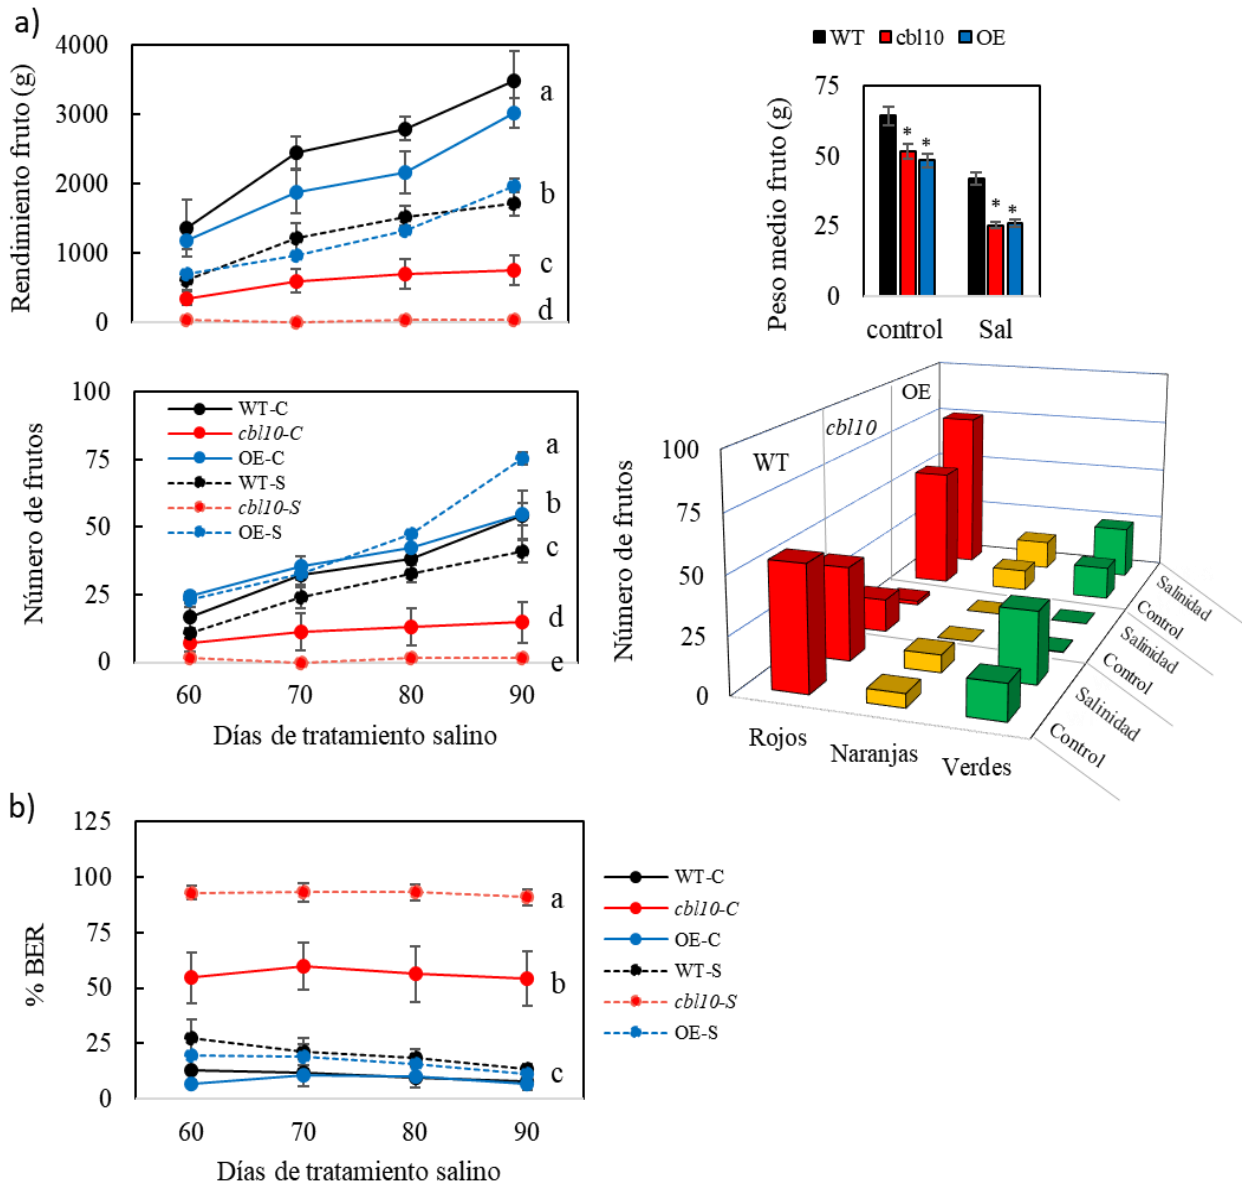 a)
Rendimiento fruto (g)
4000
3000
2000
1000
0
a
b
c
d
WT cbl10 OE
Peso medio fruto (g)
75
50
25
0
* *
* *
control Sal
Número de frutos
100
75
50
25
0
WT-C
cbl10-C
OE-C
WT-S
cbl10-S
OE-S
a
b
c
d
e
60 70 80 90
Días de tratamiento salino
Número de frutos
100
75
50
25
0
WT
cbl10
OE
Rojos
Naranjas
Verdes
Salinidad
Control
Salinidad
Control
Salinidad
Control
b)
% BER
125
100
75
50
25
0
a
b
c
60 70 80 90
Días de tratamiento salino
WT-C
cbl10-C
OE-C
WT-S
cbl10-S
OE-S